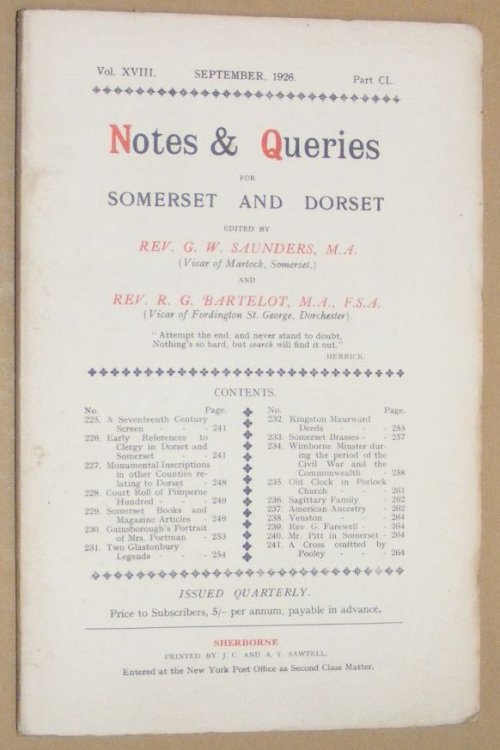 Vol. XVIII. SEPTEMBER, 1926. Part CL.
Notes & Queries
FOR
SOMERSET AND DORSET
EDITED BY
REV. G. W. SAUNDERS, M.A.
(Vicar of Martock, Somerset,)
AND
REV. R. G. BARTELOT, M.A., F.S.A.
(Vicar of Fordington St. George, Dorchester).
"Attempt the end, and never stand to doubt,
Nothing's so hard, but search will find it out."
HERRICK.
CONTENTS.
No. Page.
225. A Seventeenth Century
Screen - - - 241
226. Early References to
Clergy in Dorset and
Somerset - - 241
227. Monumental Inscriptions
in other Counties re-
lating to Dorset - 248
228. Court Roll of Pimperne
Hundred - - - 249
229. Somerset Books and
Magazine Articles - 249
230. Gainsborough's Portrait
of Mrs. Portman - 253
231. Two Glastonbury
Legends - - - 254
No. Page.
232. Kingston Maurward
Deeds - - - 255
233. Somerset Brasses - - 257
234. Wimborne Minster dur-
ing the period of the
Civil War and the
Commonwealth - 258
235. Old Clock in Porlock
Church - - - 261
236. Sagittary Family - 262
237. American Ancestry - 262
238. Yenston - - - 264
239. Rev. G. Farewell - - 264
240. Mr. Pitt in Somerset - 264
241. A Cross omitted by
Pooley - - - 264
ISSUED QUARTERLY.
Price to Subscribers, 5/- per annum, payable in advance.
SHERBORNE
PRINTED BY J. C. AND A. T. SAWTELL.
Entered at the New York Post Office as Second Class Matter.